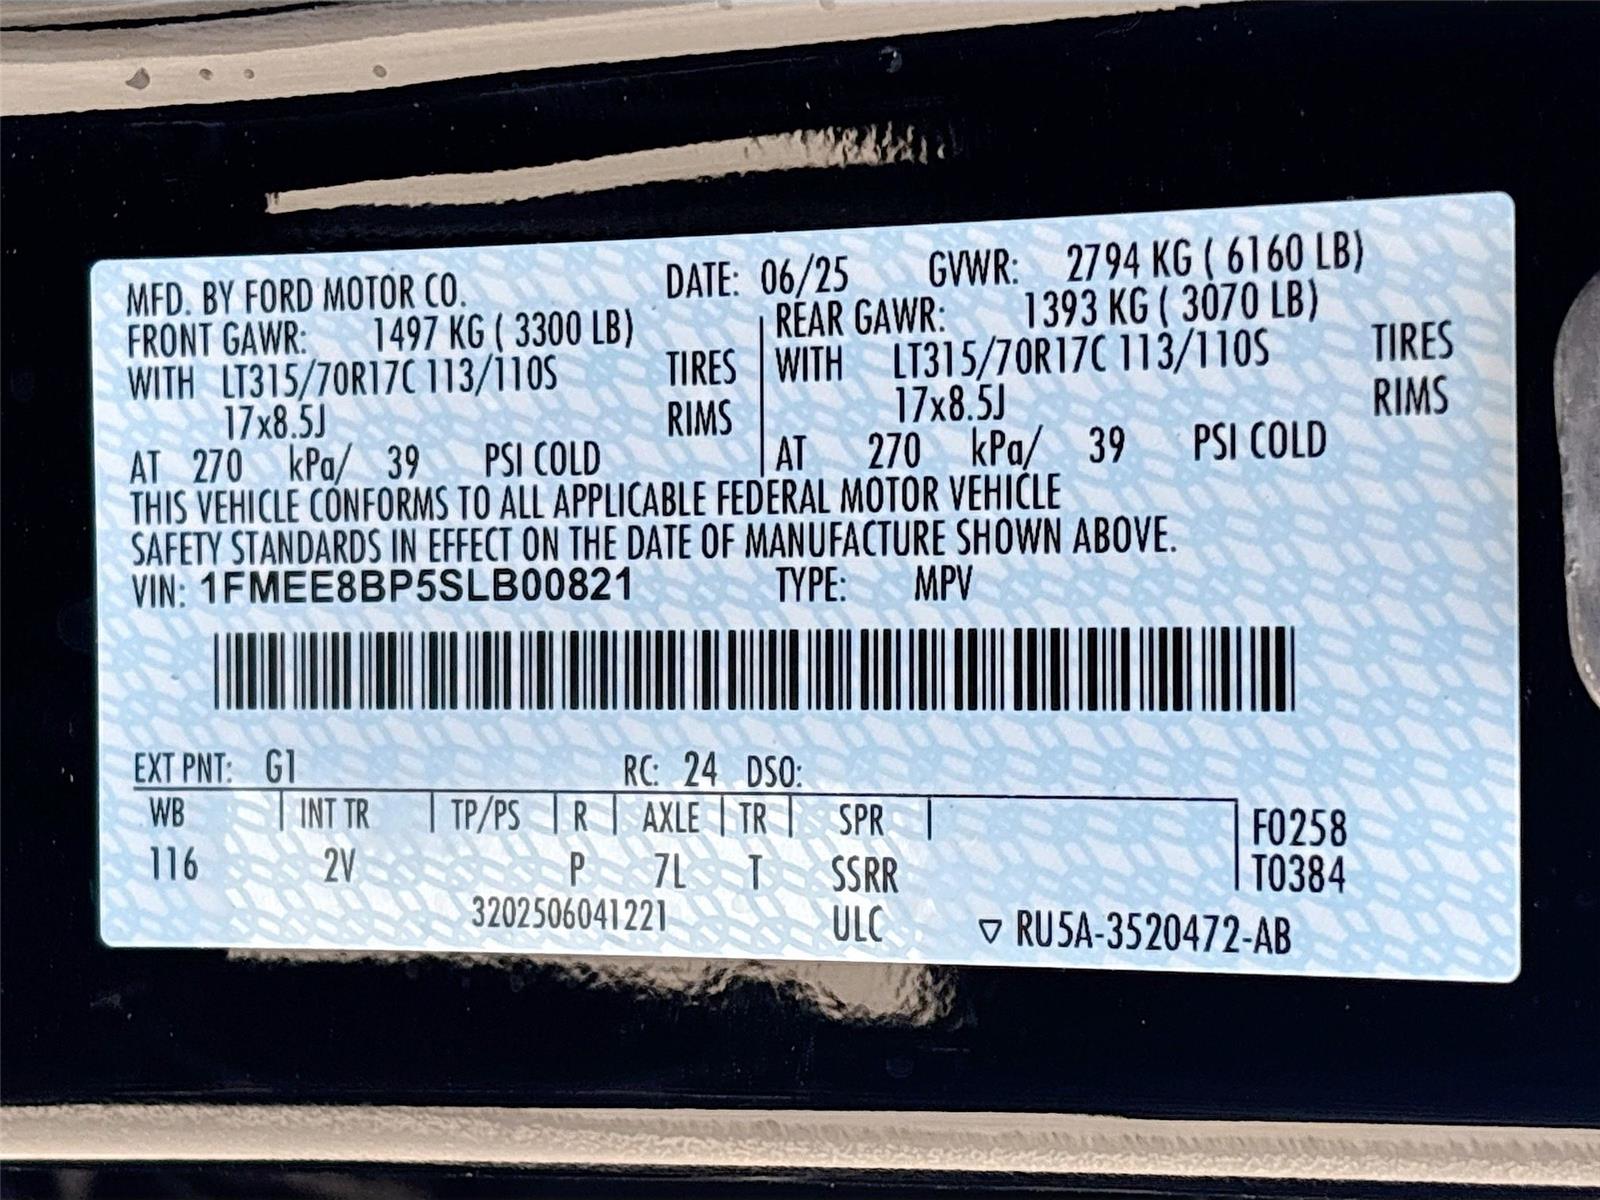 MFD. BY FORD MOTOR CO. DATE: 06/25 GVWR: 2794 KG ( 6160 LB)
FRONT GAWR: 1497 KG ( 3300 LB) REAR GAWR: 1393 KG ( 3070 LB)
WITH LT315/70R17C 113/110S TIRES WITH LT315/70R17C 113/110S TIRES
17x8.5J RIMS 17x8.5J RIMS
AT 270 kPa/ 39 PSI COLD AT 270 kPa/ 39 PSI COLD
THIS VEHICLE CONFORMS TO ALL APPLICABLE FEDERAL MOTOR VEHICLE
SAFETY STANDARDS IN EFFECT ON THE DATE OF MANUFACTURE SHOWN ABOVE.
VIN: 1FMEE8BP5SLB00821 TYPE: MPV
EXT PNT: G1 RC: 24 DSO:
WB INT TR TP/PS R AXLE TR SPR F0258
116 2V P 7L T SSRR T0384
3202506041221 ULC ▽ RU5A-3520472-AB